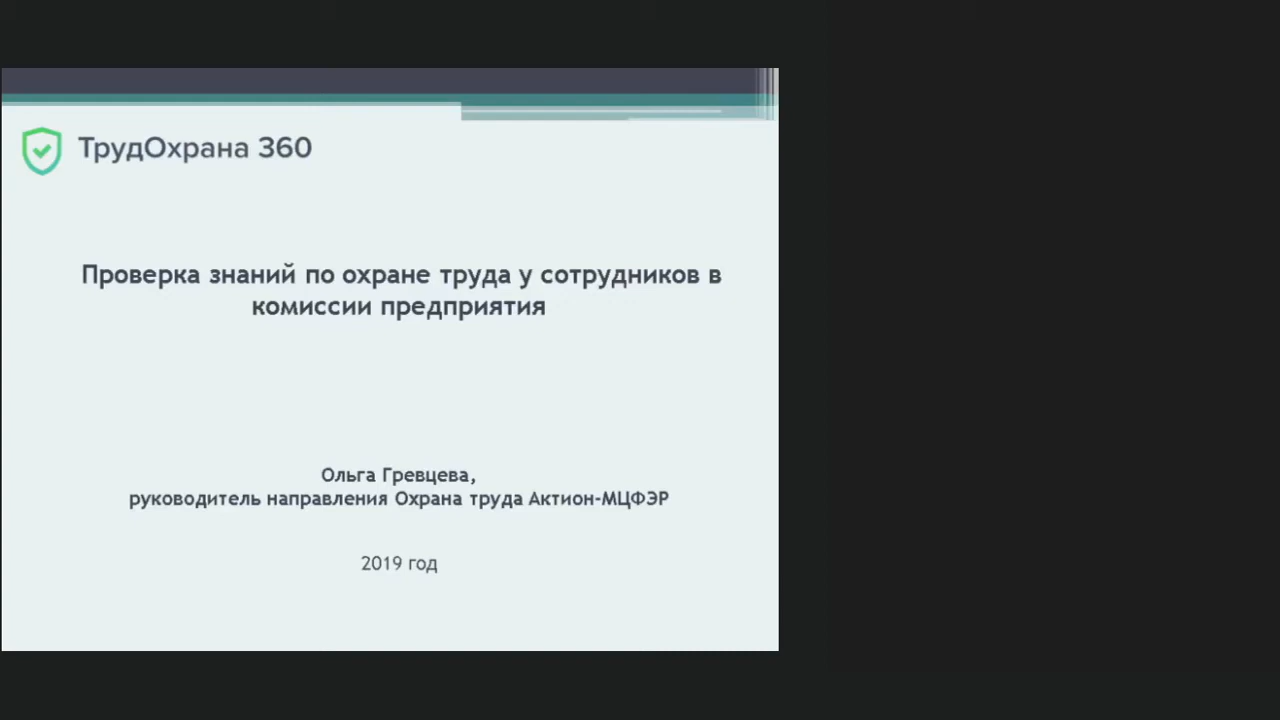 ТрудОхрана 360
Проверка знаний по охране труда у сотрудников в
комиссии предприятия
Ольга Гревцева,
руководитель направления Охрана труда Актион-МЦФЭР
2019 год